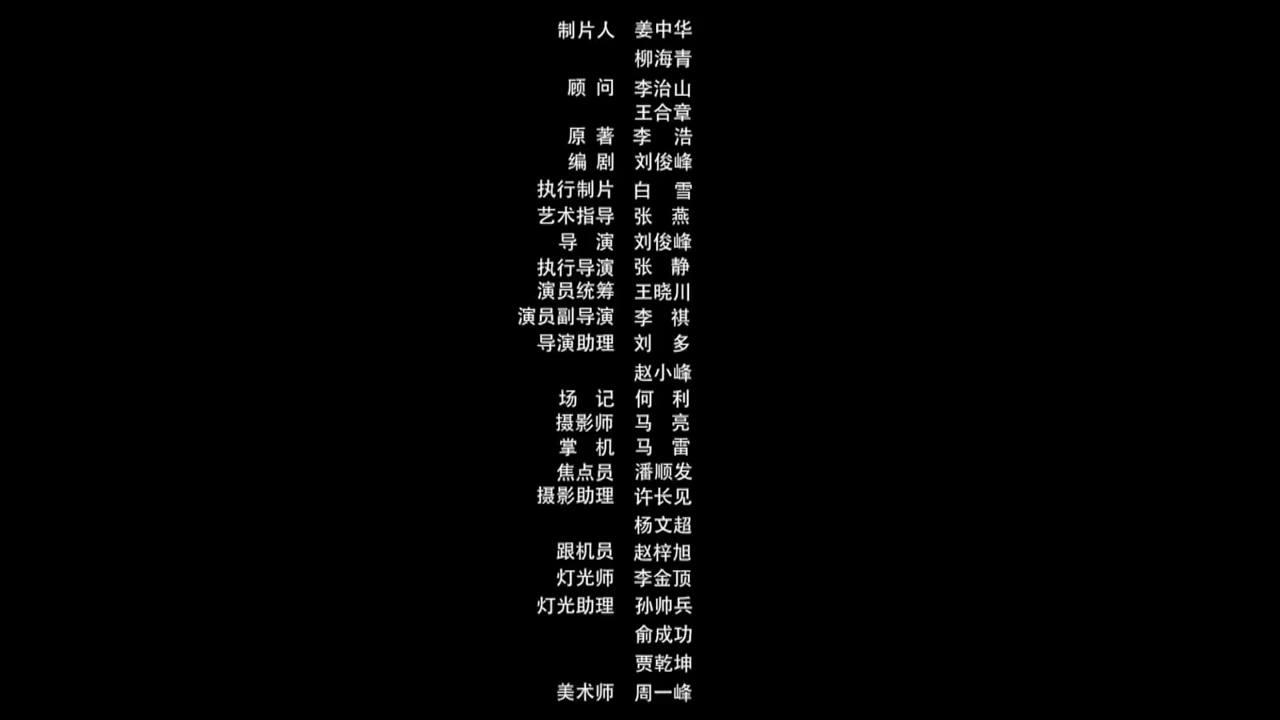 制片人 姜中华
柳海青
顾 问 李治山
王合章
原 著 李 浩
编 剧 刘俊峰
执行制片 白 雪
艺术指导 张 燕
导 演 刘俊峰
执行导演 张 静
演员统筹 王晓川
演员副导演 李 祺
导演助理 刘 多
赵小峰
场 记 何 利
摄影师 马 亮
掌 机 马 雷
焦点员 潘顺发
摄影助理 许长见
杨文超
跟机员 赵梓旭
灯光师 李金顶
灯光助理 孙帅兵
俞成功
贾乾坤
美术师 周一峰